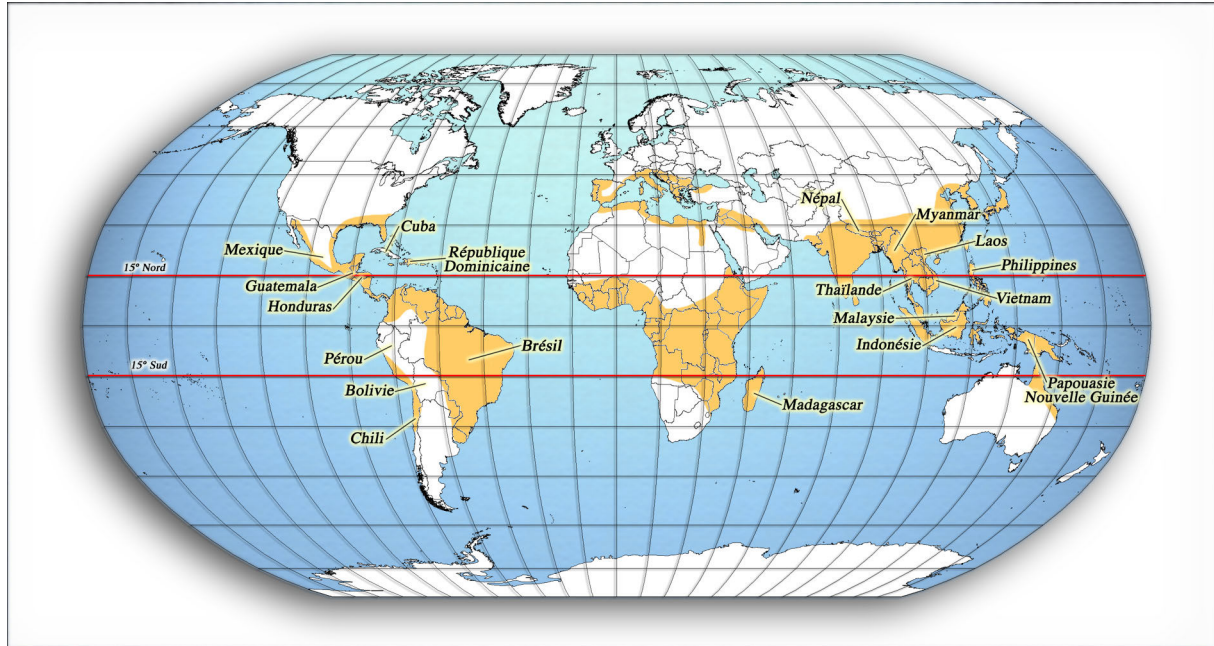 Népal
Myanmar
Cuba
Laos
Mexique
République
Dominicaine
15° Nord
Philippines
Guatemala
Thaïlande
Vietnam
Honduras
Malaysie
Pérou
Brésil
Indonésie
15° Sud
Bolivie
Papouasie
Nouvelle Guinée
Madagascar
Chili